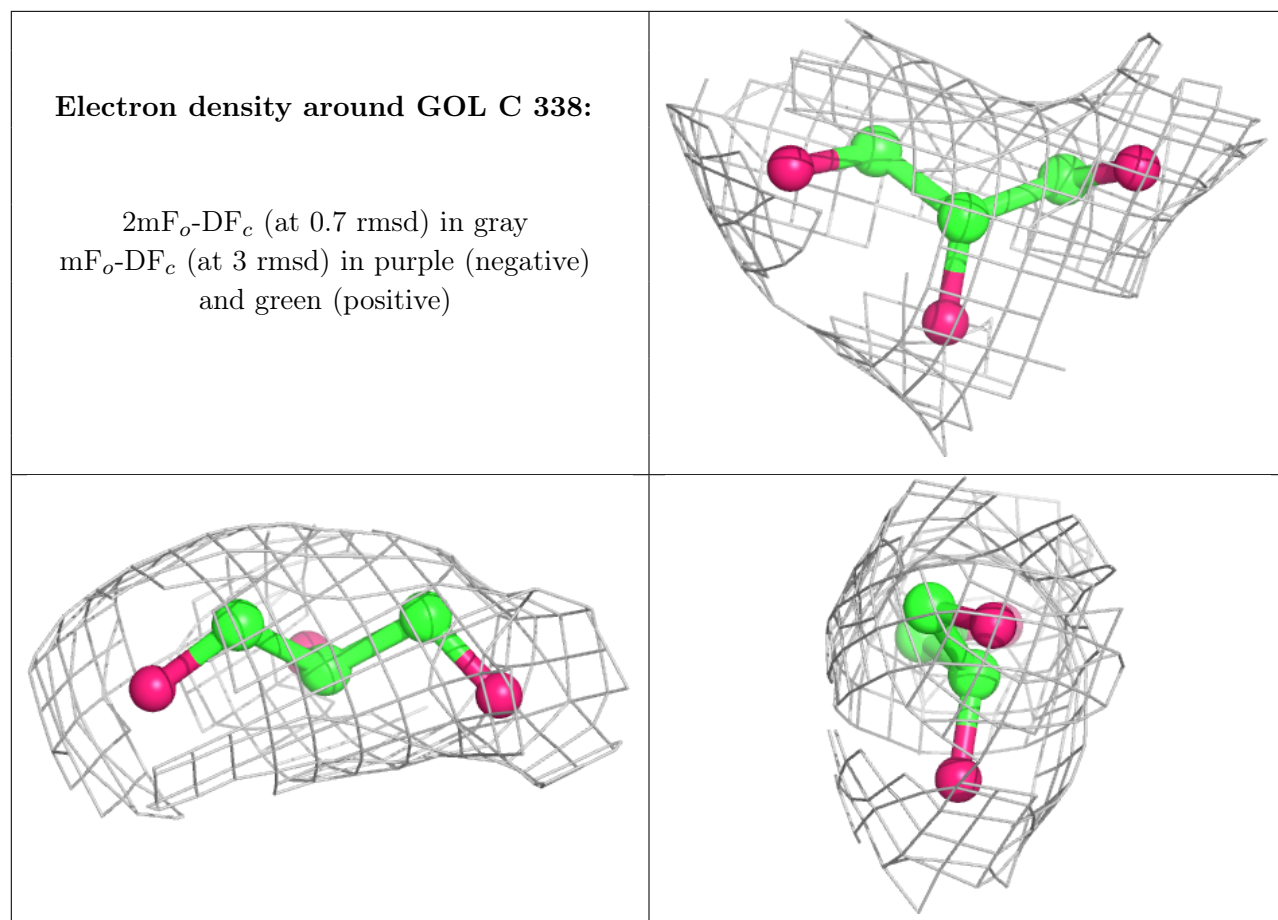 Electron density around GOL C 338:
2mFo-DFc (at 0.7 rmsd) in gray
mFo-DFc (at 3 rmsd) in purple (negative)
and green (positive)